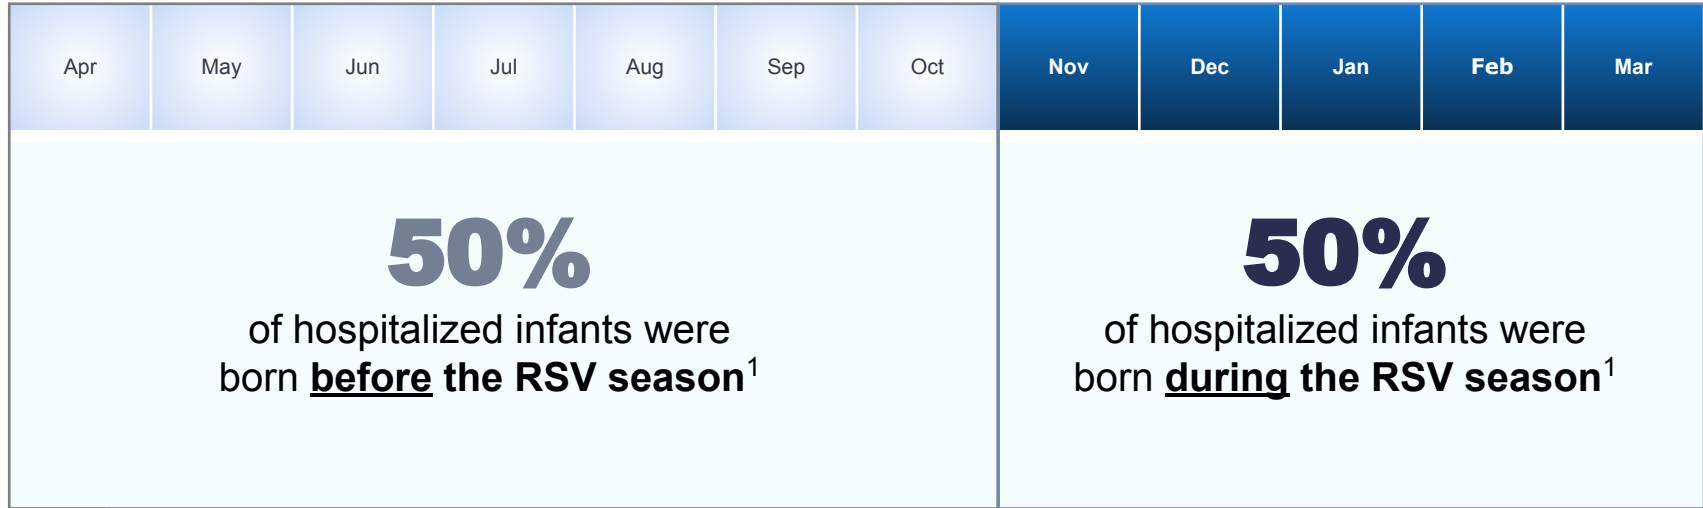 Apr May Jun Jul Aug Sep Oct Nov Dec Jan Feb Mar
50%
of hospitalized infants were
born before the RSV season1
50%
of hospitalized infants were
born during the RSV season1